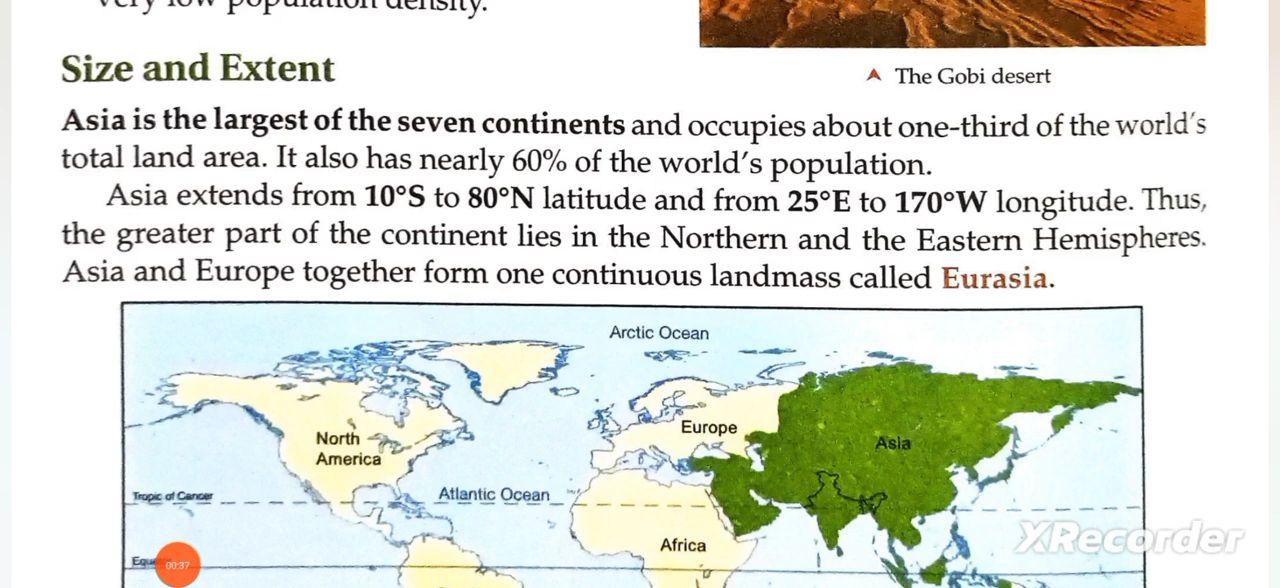 very low population density.
Size and Extent
The Gobi desert
Asia is the largest of the seven continents and occupies about one-third of the world's
total land area. It also has nearly 60% of the world's population.
Asia extends from 10°S to 80°N latitude and from 25°E to 170°W longitude. Thus,
the greater part of the continent lies in the Northern and the Eastern Hemispheres.
Asia and Europe together form one continuous landmass called Eurasia.
Arctic Ocean
Europe
North
America
Asia
Tropic of Cancer
Atlantic Ocean
Africa
XRecorder
00:37